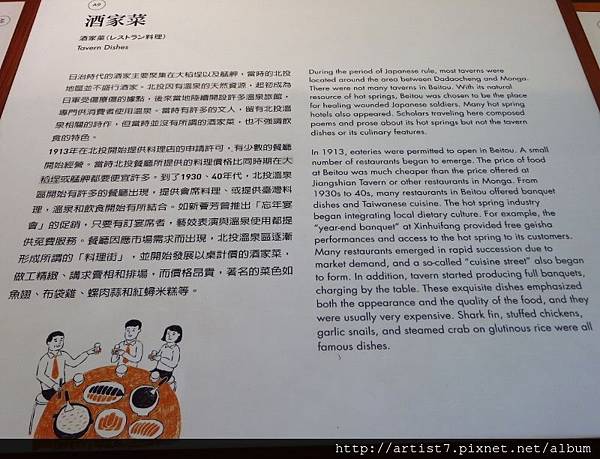 A9
酒家菜
酒家菜(レストラン料理)
Tavern Dishes
日治時代的酒家主要聚集在大稻埕以及艋舺，當時的北投
地區並不盛行酒家。北投因有溫泉的天然資源，起初成為
日軍受傷療傷的據點，後來當地陸續開設許多溫泉旅館，
專門供消費者使用溫泉。當時有許多的文人，留有北投溫
泉相關的詩作，但當時並沒有所謂的酒家菜，也不強調飲
食的特色。
1913年在北投開始提供料理店的申請許可，有少數的餐廳
開始經營。當時北投餐廳所提供的料理價格比同時期在大
稻埕或艋舺都要便宜許多。到了1930、40年代，北投溫泉
區開始有許多的餐廳出現，提供會席料理、或提供臺灣料
理，溫泉和飲食開始有所結合。如新薈芳曾推出「忘年宴
會」的促銷，只要有訂宴席者，藝妓表演與溫泉使用都提
供免費服務。餐廳因應市場需求而出現，北投溫泉區逐漸
形成所謂的「料理街」，並開始發展以桌計價的酒家菜，
做工精緻、講求賣相和排場，而價格昂貴，著名的菜色如
魚翅、布袋雞、螺肉蒜和紅蟳米糕等。
During the period of Japanese rule, most taverns were
located around the area between Dadaocheng and Monga.
There were not many taverns in Beitou. With its natural
resource of hot springs, Beitou was chosen to be the place
for healing wounded Japanese soldiers. Many hot spring
hotels also appeared. Scholars traveling here composed
poems and prose about its hot springs but not the tavern
dishes or its culinary features.
In 1913, eateries were permitted to open in Beitou. A small
number of restaurants began to emerge. The price of food
at Beitou was much cheaper than the price offered at
Jiangshan Tavern or other restaurants in Monga. From
1930s to 40s, many restaurants in Beitou offered banquet
dishes and Taiwanese cuisine. The hot spring industry
began integrating local dietary culture. For example, the
“year-end banquet” at Xinhuifang provided free geisha
performances and access to the hot spring to its customers.
Many restaurants emerged in rapid succession due to
market demand, and a so-called “cuisine street” also began
to form. In addition, tavern started producing full banquets,
charging by the table. These exquisite dishes emphasized
both the appearance and the quality of the food, and they
were usually very expensive. Shark fin, stuffed chickens,
garlic snails, and steamed crab on glutinous rice were all
famous dishes.
http://artist7.pixnet.net/album